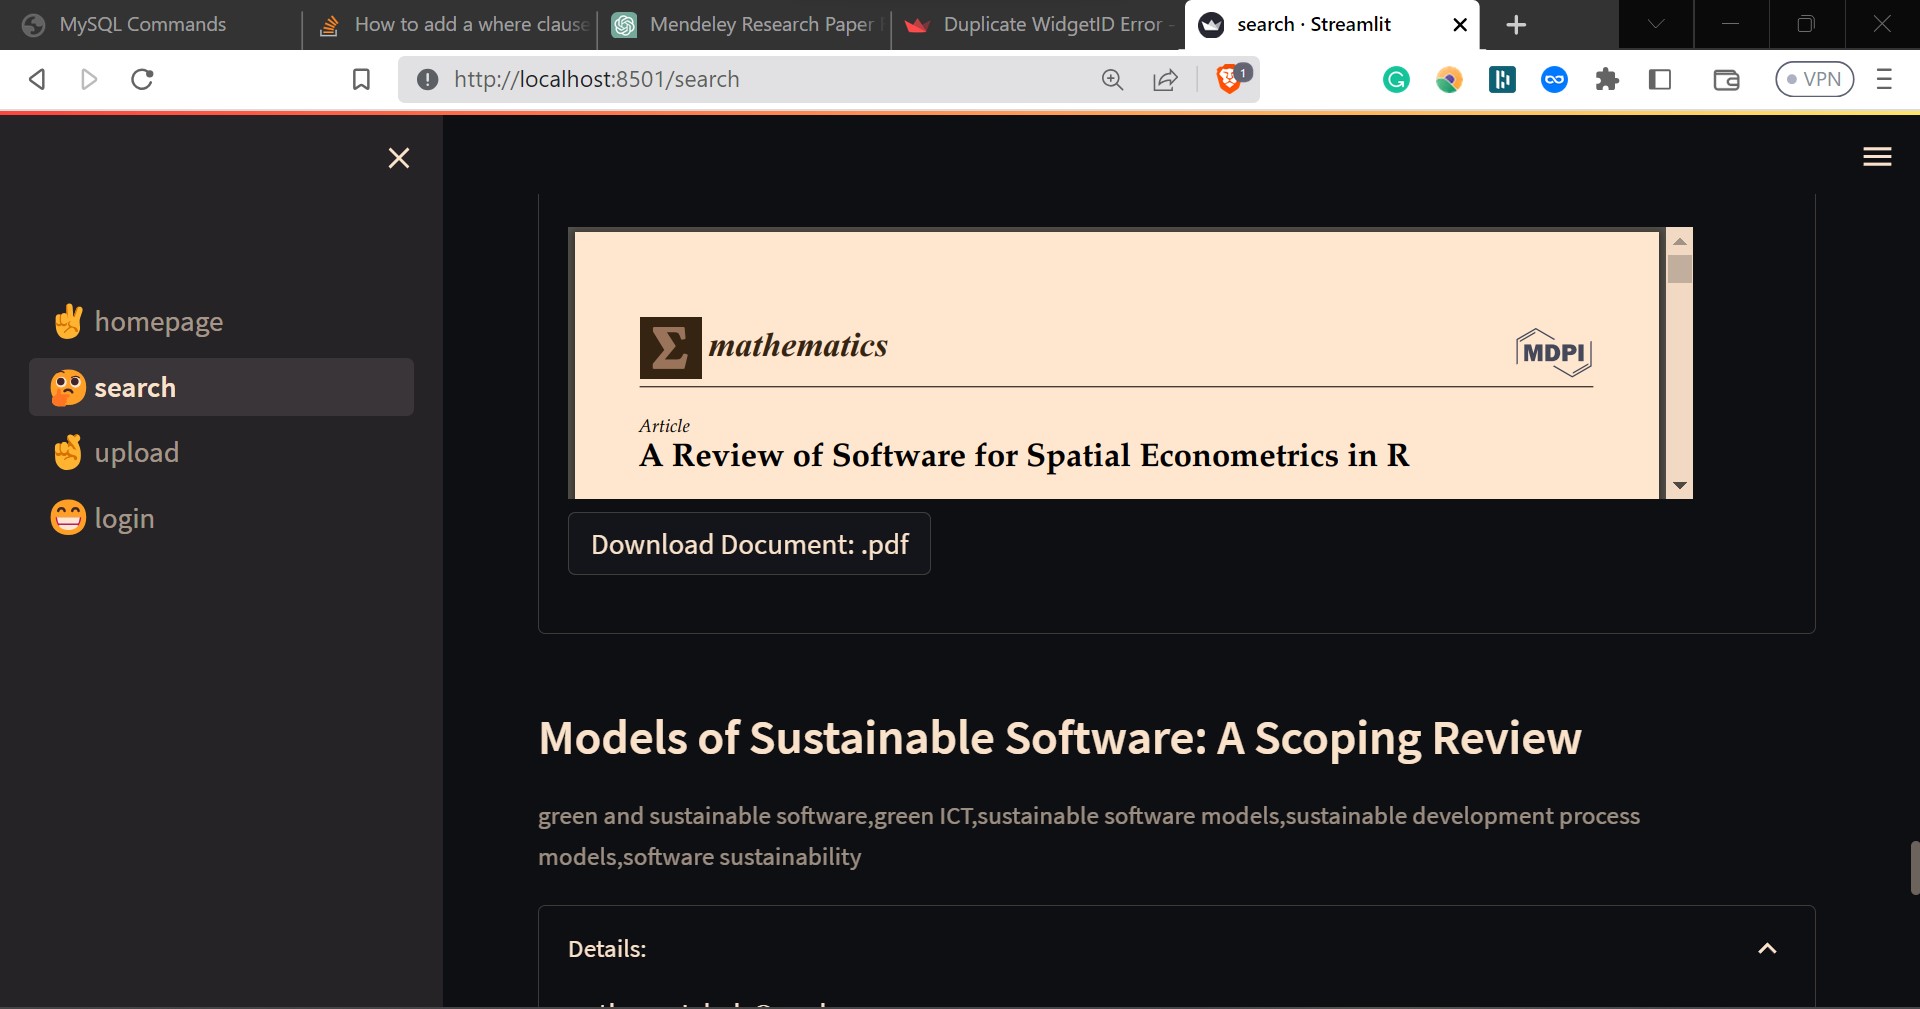 MySQL Commands
How to add a where clause
Mendeley Research Paper
Duplicate WidgetID Error -
search · Streamlit
http://localhost:8501/search
1
VPN
homepage
search
upload
login
Σ mathematics
MDPI
Article
A Review of Software for Spatial Econometrics in R
Download Document: .pdf
Models of Sustainable Software: A Scoping Review
green and sustainable software,green ICT,sustainable software models,sustainable development process
models,software sustainability
Details: